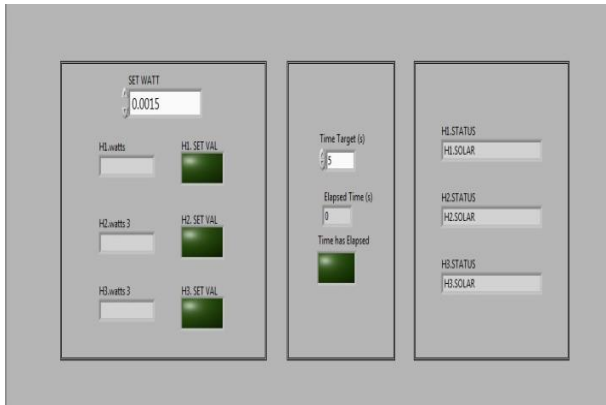 SET WATT
0.0015
H1.watts
H1. SET VAL
H2.watts 3
H2. SET VAL
H3.watts 3
H3. SET VAL
Time Target (s)
5
Elapsed Time (s)
0
Time has Elapsed
H1.STATUS
H1.SOLAR
H2.STATUS
H2.SOLAR
H3.STATUS
H3.SOLAR